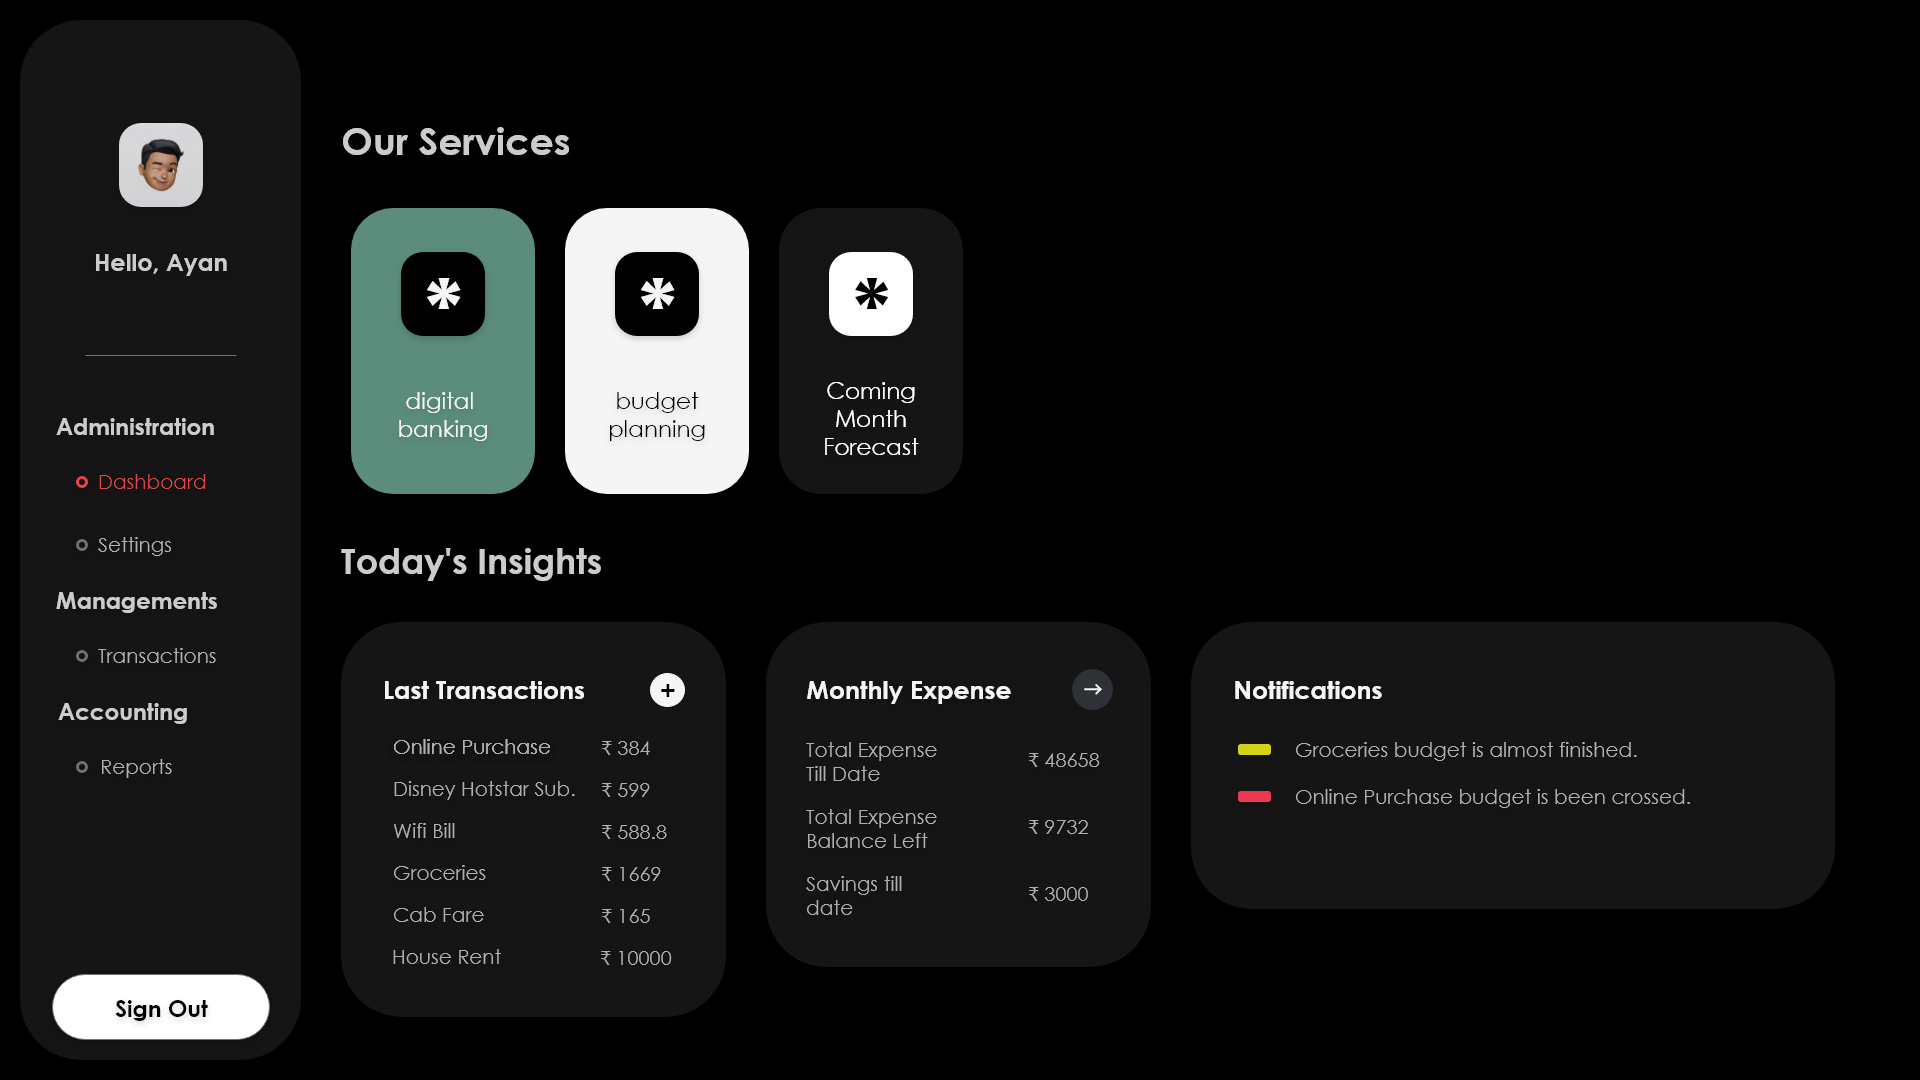 Hello, Ayan
Administration
Dashboard
Settings
Managements
Transactions
Accounting
Reports
Sign Out
Our Services
*
digital
banking
*
budget
planning
*
Coming
Month
Forecast
Today's Insights
Last Transactions +
Online Purchase ₹ 384
Disney Hotstar Sub. ₹ 599
Wifi Bill ₹ 588.8
Groceries ₹ 1669
Cab Fare ₹ 165
House Rent ₹ 10000
Monthly Expense →
Total Expense
Till Date
₹ 48658
Total Expense
Balance Left
₹ 9732
Savings till
date
₹ 3000
Notifications
Groceries budget is almost finished.
Online Purchase budget is been crossed.